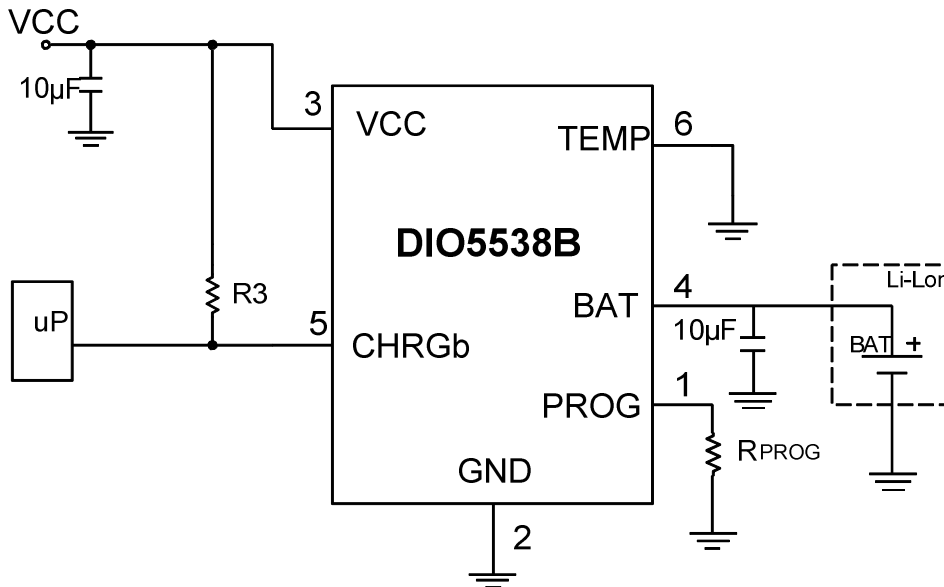 VCC
10µF
3
VCC
TEMP
6
DIO5538B
R3
uP
5
CHRGb
BAT
4
10µF
Li-Lon
BAT +
PROG
1
RPROG
GND
2